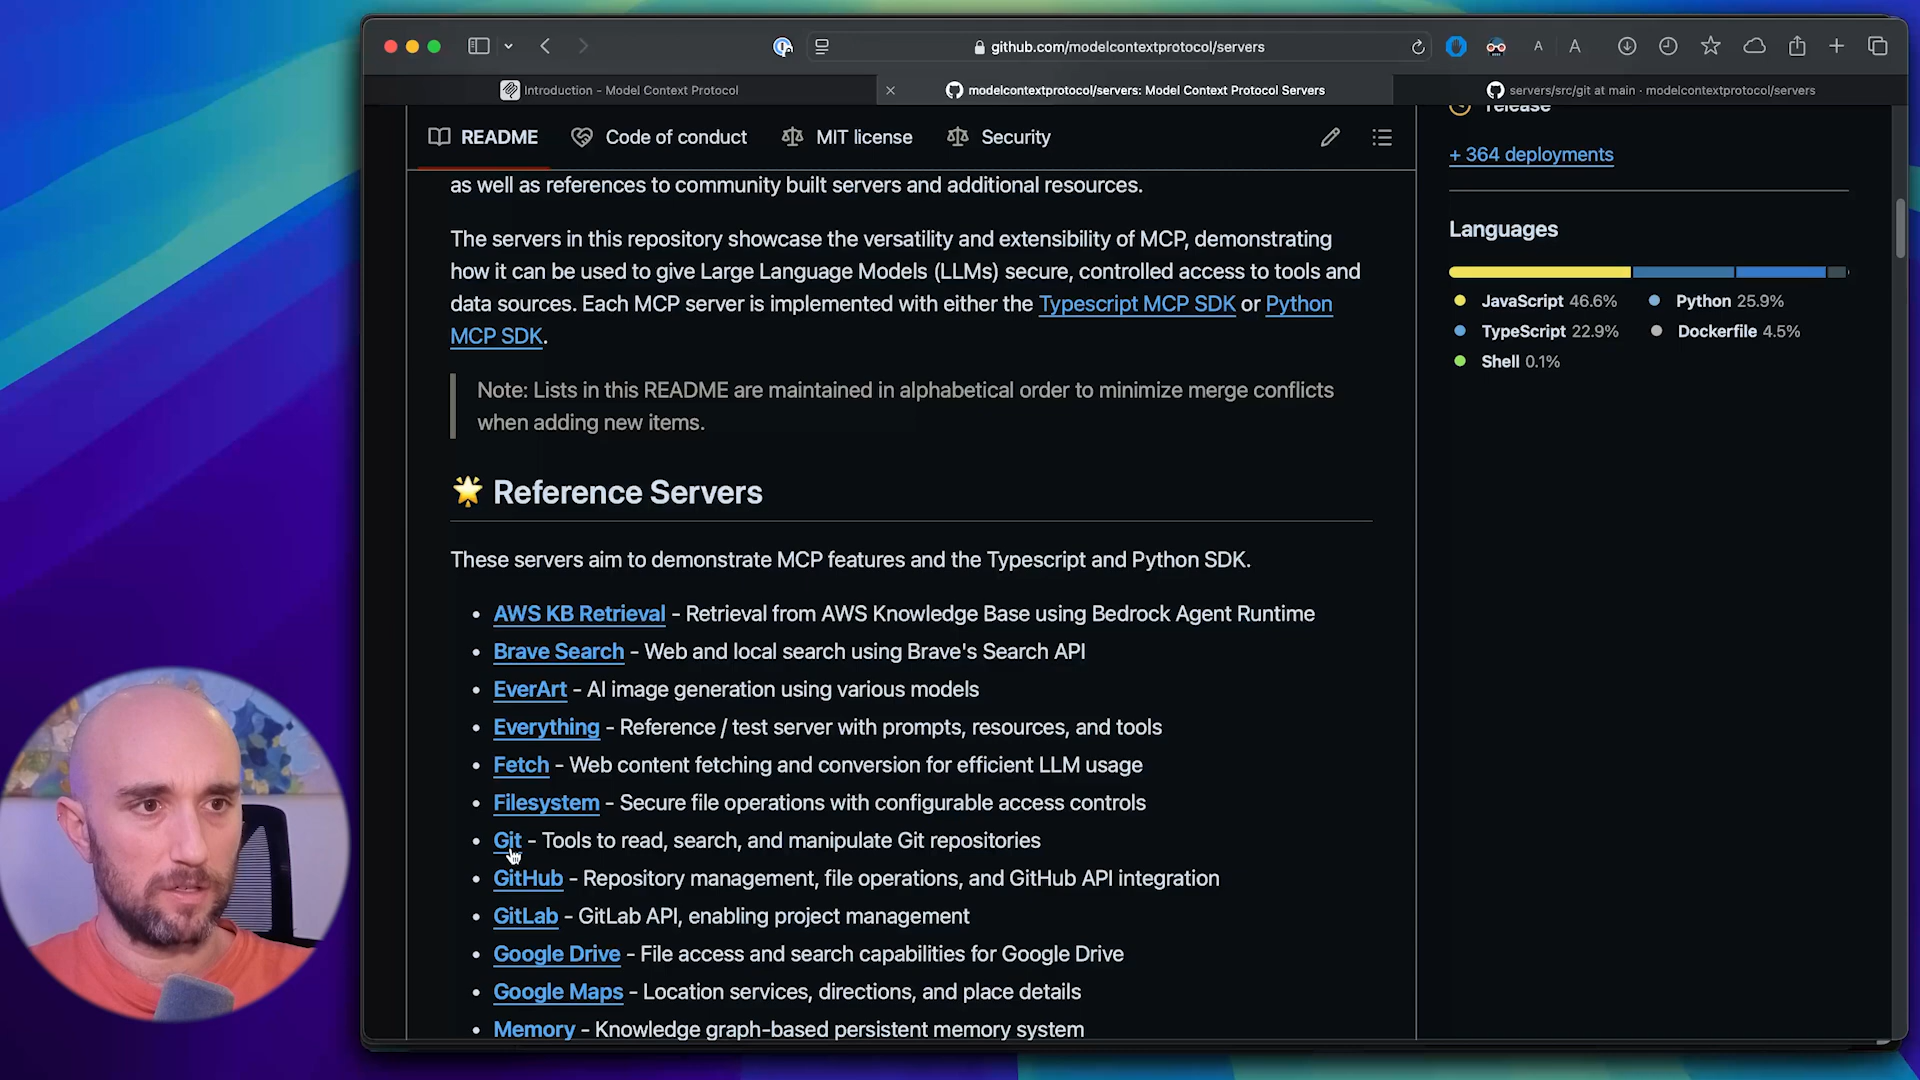 github.com/modelcontextprotocol/servers
A A
Introduction - Model Context Protocol
modelcontextprotocol/servers: Model Context Protocol Servers
servers/src/git at main · modelcontextprotocol/servers
README
Code of conduct
MIT license
Security
as well as references to community built servers and additional resources.
The servers in this repository showcase the versatility and extensibility of MCP, demonstrating
how it can be used to give Large Language Models (LLMs) secure, controlled access to tools and
data sources. Each MCP server is implemented with either the Typescript MCP SDK or Python
MCP SDK.
Note: Lists in this README are maintained in alphabetical order to minimize merge conflicts
when adding new items.
Reference Servers
These servers aim to demonstrate MCP features and the Typescript and Python SDK.
• AWS KB Retrieval - Retrieval from AWS Knowledge Base using Bedrock Agent Runtime
• Brave Search - Web and local search using Brave's Search API
• EverArt - AI image generation using various models
• Everything - Reference / test server with prompts, resources, and tools
• Fetch - Web content fetching and conversion for efficient LLM usage
• Filesystem - Secure file operations with configurable access controls
• Git - Tools to read, search, and manipulate Git repositories
• GitHub - Repository management, file operations, and GitHub API integration
• GitLab - GitLab API, enabling project management
• Google Drive - File access and search capabilities for Google Drive
• Google Maps - Location services, directions, and place details
• Memory - Knowledge graph-based persistent memory system
release
+ 364 deployments
Languages
JavaScript 46.6%
Python 25.9%
TypeScript 22.9%
Dockerfile 4.5%
Shell 0.1%